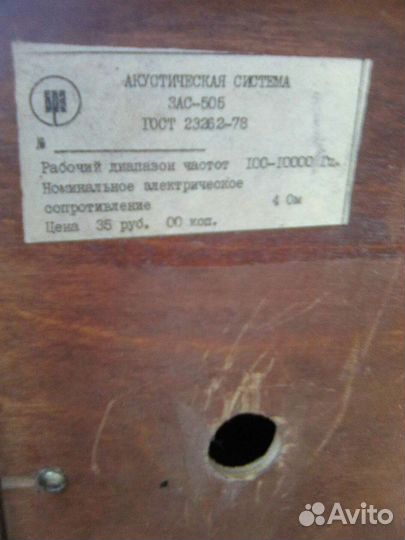 АКУСТИЧЕСКАЯ СИСТЕМА
3АС-505
ГОСТ 23262-78
№
Рабочий диапазон частот 100-10000 Гц.
Номинальное электрическое
сопротивление 4 Ом
Цена 35 руб. 00 коп.
Avito